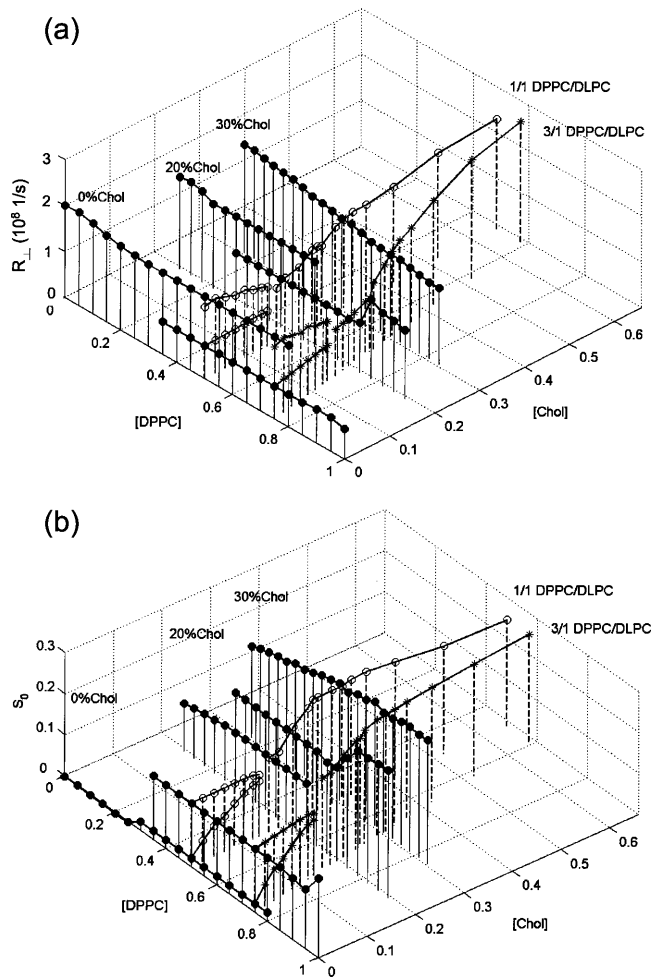 (a)
1/1 DPPC/DLPC
3/1 DPPC/DLPC
30%Chol
20%Chol
0%Chol
3
2
1
0
R⊥ (10⁸ 1/s)
0
0.2
0.4
0.6
0.8
1
[DPPC]
0
0.1
0.2
0.3
0.4
0.5
0.6
[Chol]
(b)
1/1 DPPC/DLPC
3/1 DPPC/DLPC
30%Chol
20%Chol
0%Chol
0.3
0.2
0.1
0
S₀
0
0.2
0.4
0.6
0.8
1
[DPPC]
0
0.1
0.2
0.3
0.4
0.5
0.6
[Chol]